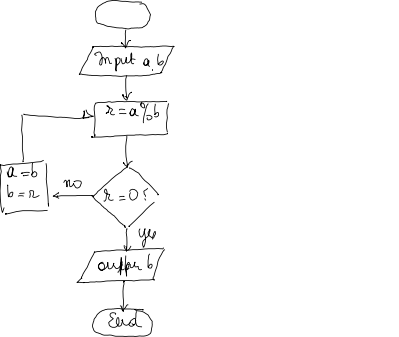 Input a, b
r = a % b
a = b
b = r
no
r = 0 ?
yes
output b
End